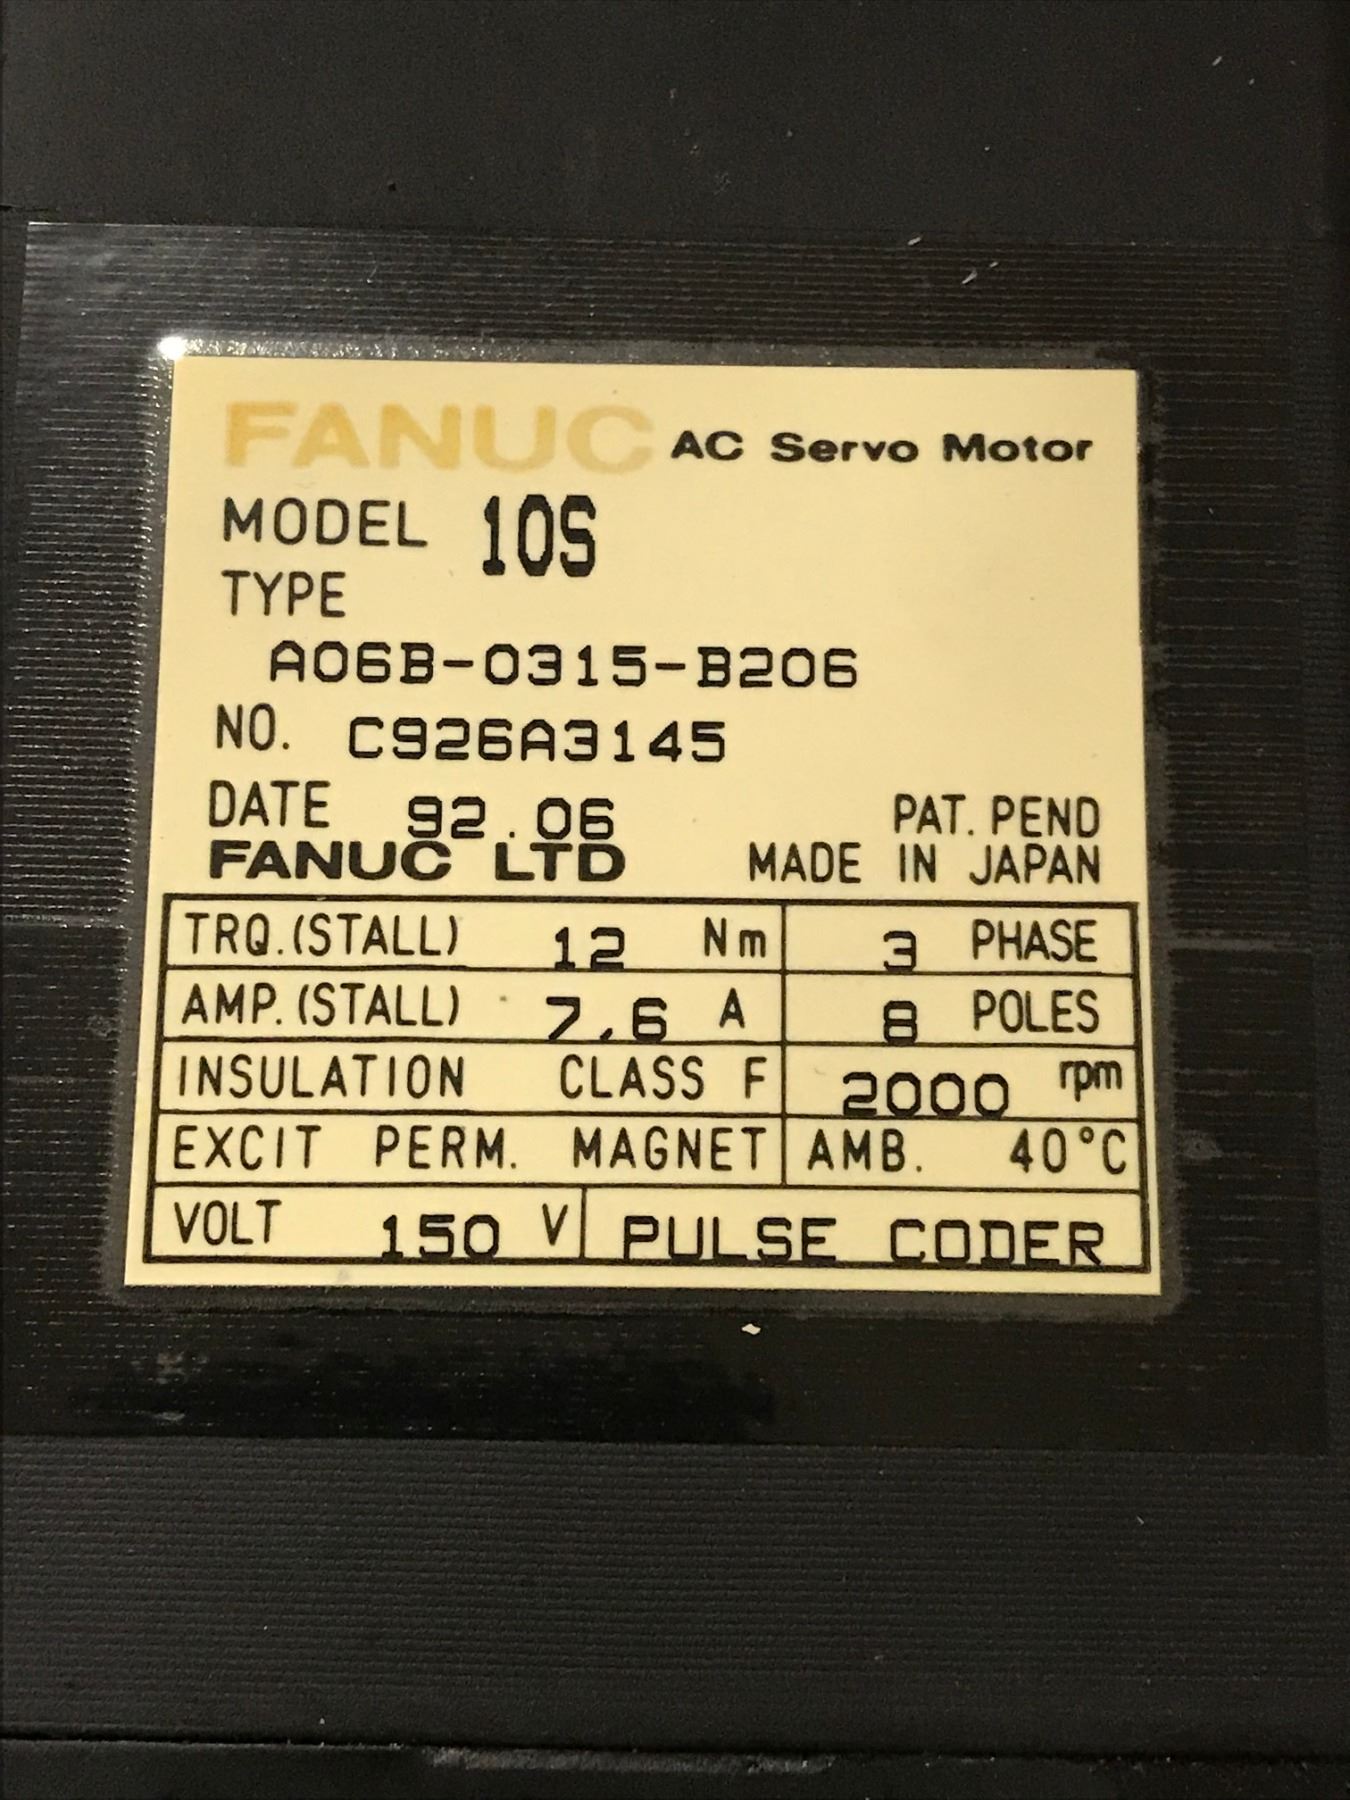 FANUC AC Servo Motor
MODEL 10S
TYPE
A06B-0315-B206
NO. C926A3145
DATE 92.06
PAT. PEND
FANUC LTD MADE IN JAPAN
TRQ.(STALL) 12 Nm 3 PHASE
AMP.(STALL) 7.6 A 8 POLES
INSULATION CLASS F 2000 rpm
EXCIT PERM. MAGNET AMB. 40°C
VOLT 150 V PULSE CODER